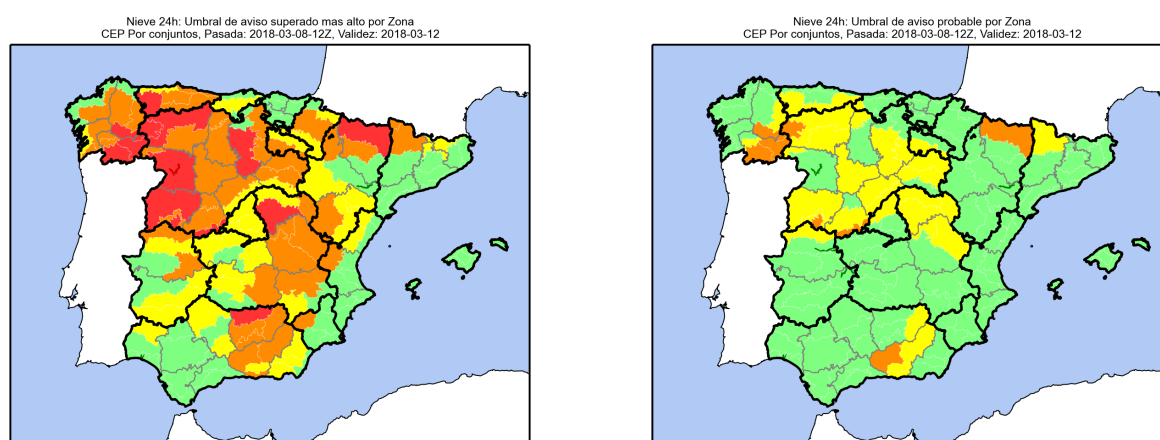 Nieve 24h: Umbral de aviso superado mas alto por Zona
CEP Por conjuntos, Pasada: 2018-03-08-12Z, Validez: 2018-03-12
Nieve 24h: Umbral de aviso probable por Zona
CEP Por conjuntos, Pasada: 2018-03-08-12Z, Validez: 2018-03-12